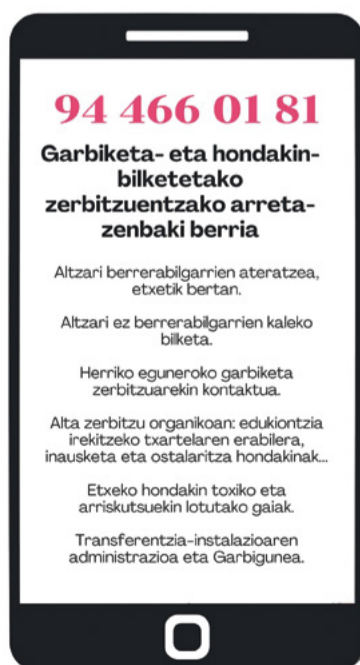 94 466 01 81
Garbiketa- eta hondakin-
bilketetako
zerbitzuentzako arreta-
zenbaki berria
Altzari berrerabilgarrien ateratzea,
etxetik bertan.
Altzari ez berrerabilgarrien kaleko
bilketa.
Herriko eguneroko garbiketa
zerbitzuarekin kontaktua.
Alta zerbitzu organikoan: edukiontzia
irekitzeko txartelaren erabilera,
inausketa eta ostalaritza hondakinak...
Etxeko hondakin toxiko eta
arriskutsuekin lotutako gaiak.
Transferentzia-instalazioaren
administrazioa eta Garbigunea.